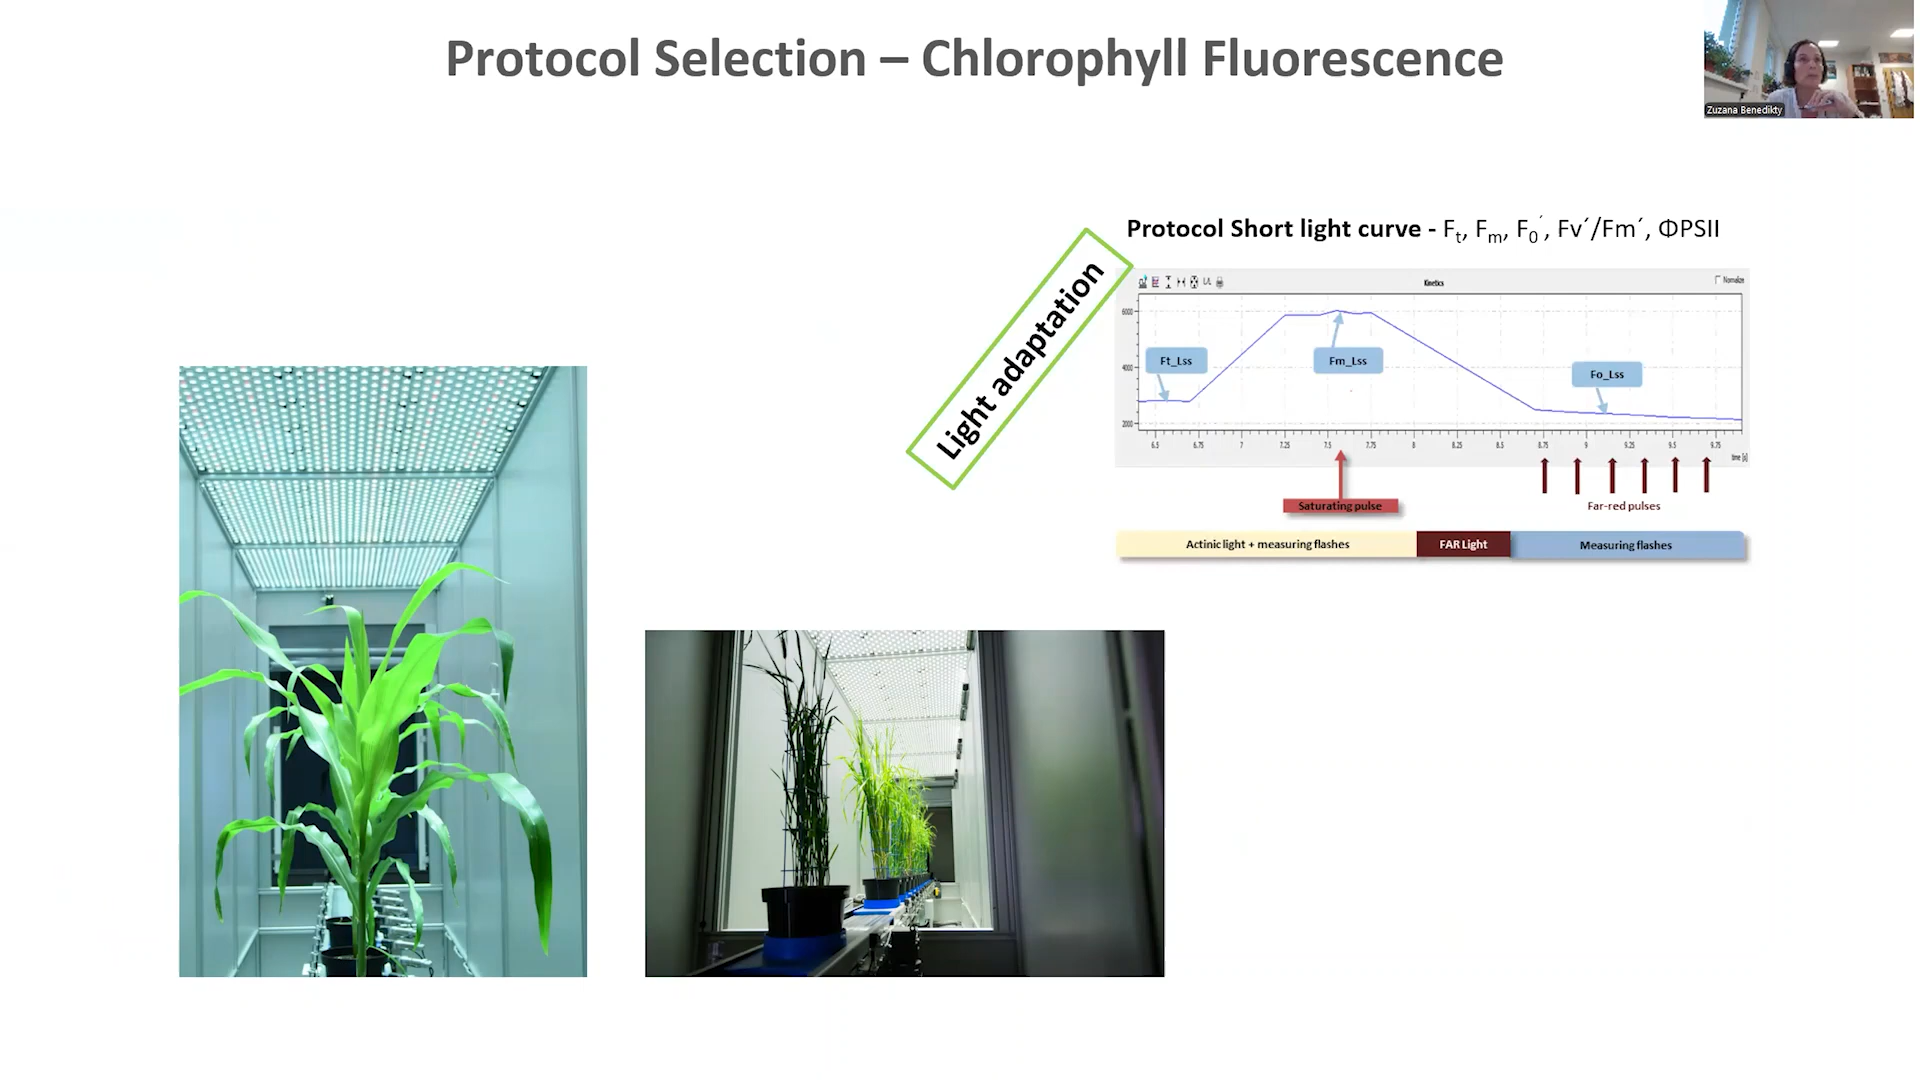 Protocol Selection – Chlorophyll Fluorescence
Zuzana Benedikty
Protocol Short light curve - Ft, Fm, F0´, Fv´/Fm´, ΦPSII
Light adaptation
Kinetics
Normalize
6000
4000
2000
Ft_Lss
Fm_Lss
Fo_Lss
6.5 6.75 7 7.25 7.5 7.75 8 8.25 8.5 8.75 9 9.25 9.5 9.75
time [s]
Saturating pulse
Far-red pulses
Actinic light + measuring flashes
FAR Light
Measuring flashes